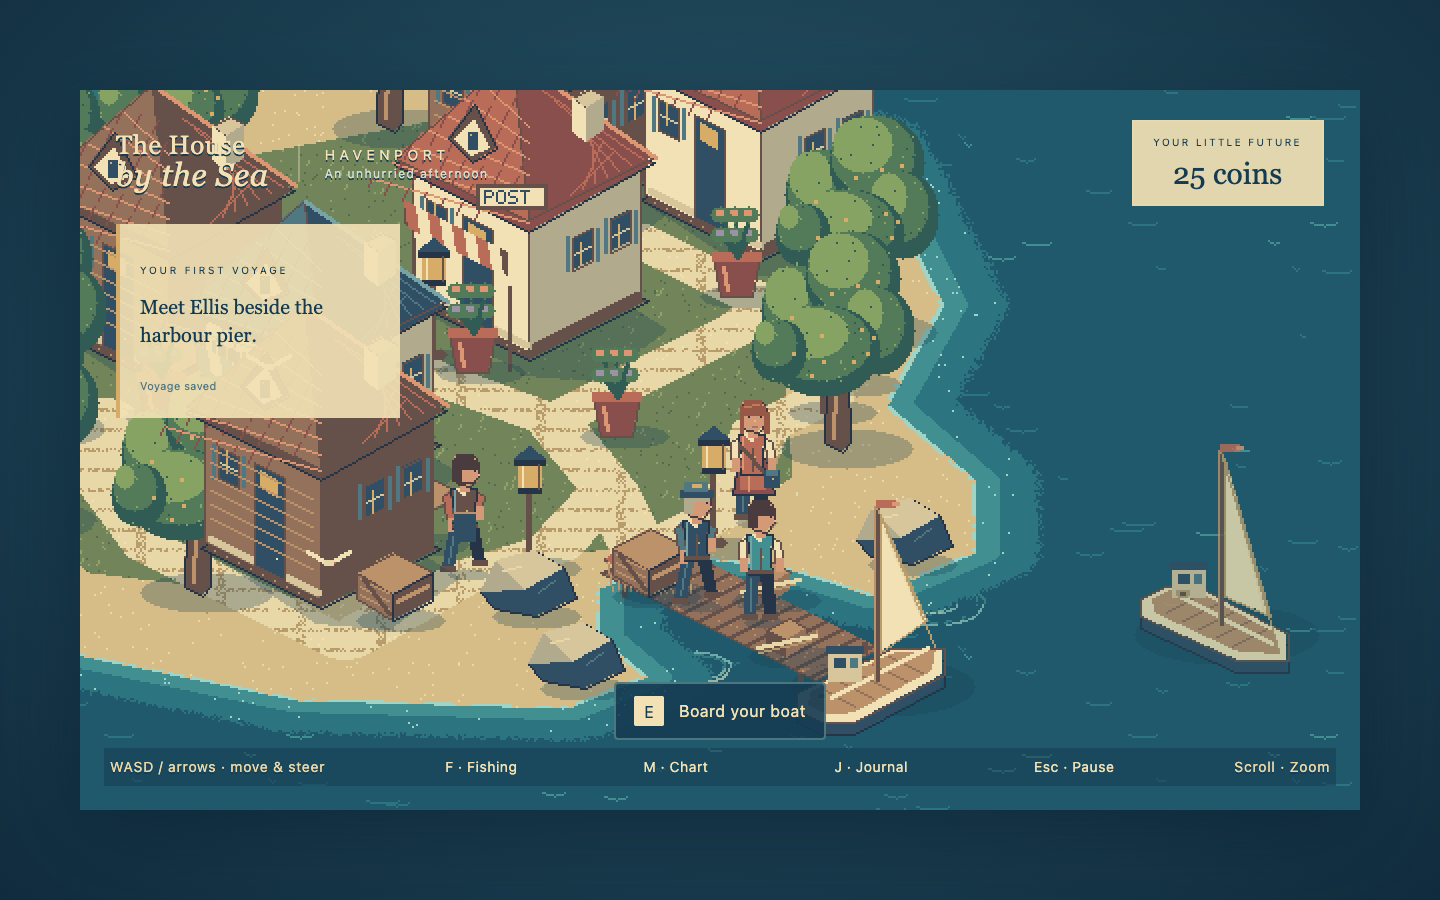 The House
by the Sea
HAVENPORT
An unhurried afternoon
YOUR LITTLE FUTURE
25 coins
POST
YOUR FIRST VOYAGE
Meet Ellis beside the
harbour pier.
Voyage saved
E Board your boat
WASD / arrows · move & steer F · Fishing M · Chart J · Journal Esc · Pause Scroll · Zoom